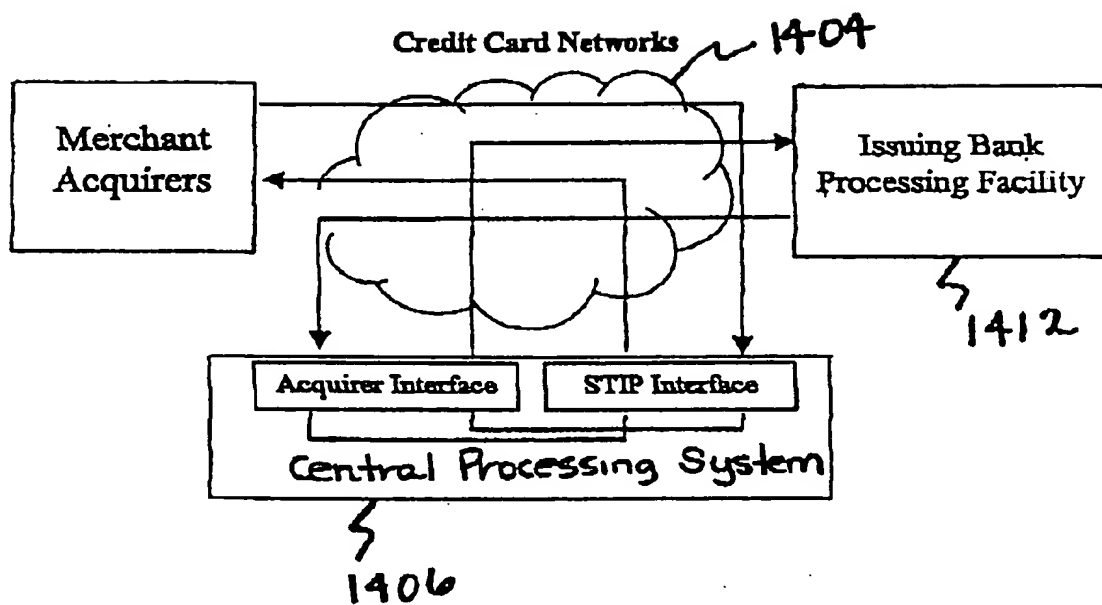 Credit Card Networks
1404
Merchant
Acquirers
Issuing Bank
Processing Facility
1412
Acquirer Interface
STIP Interface
Central Processing System
1406